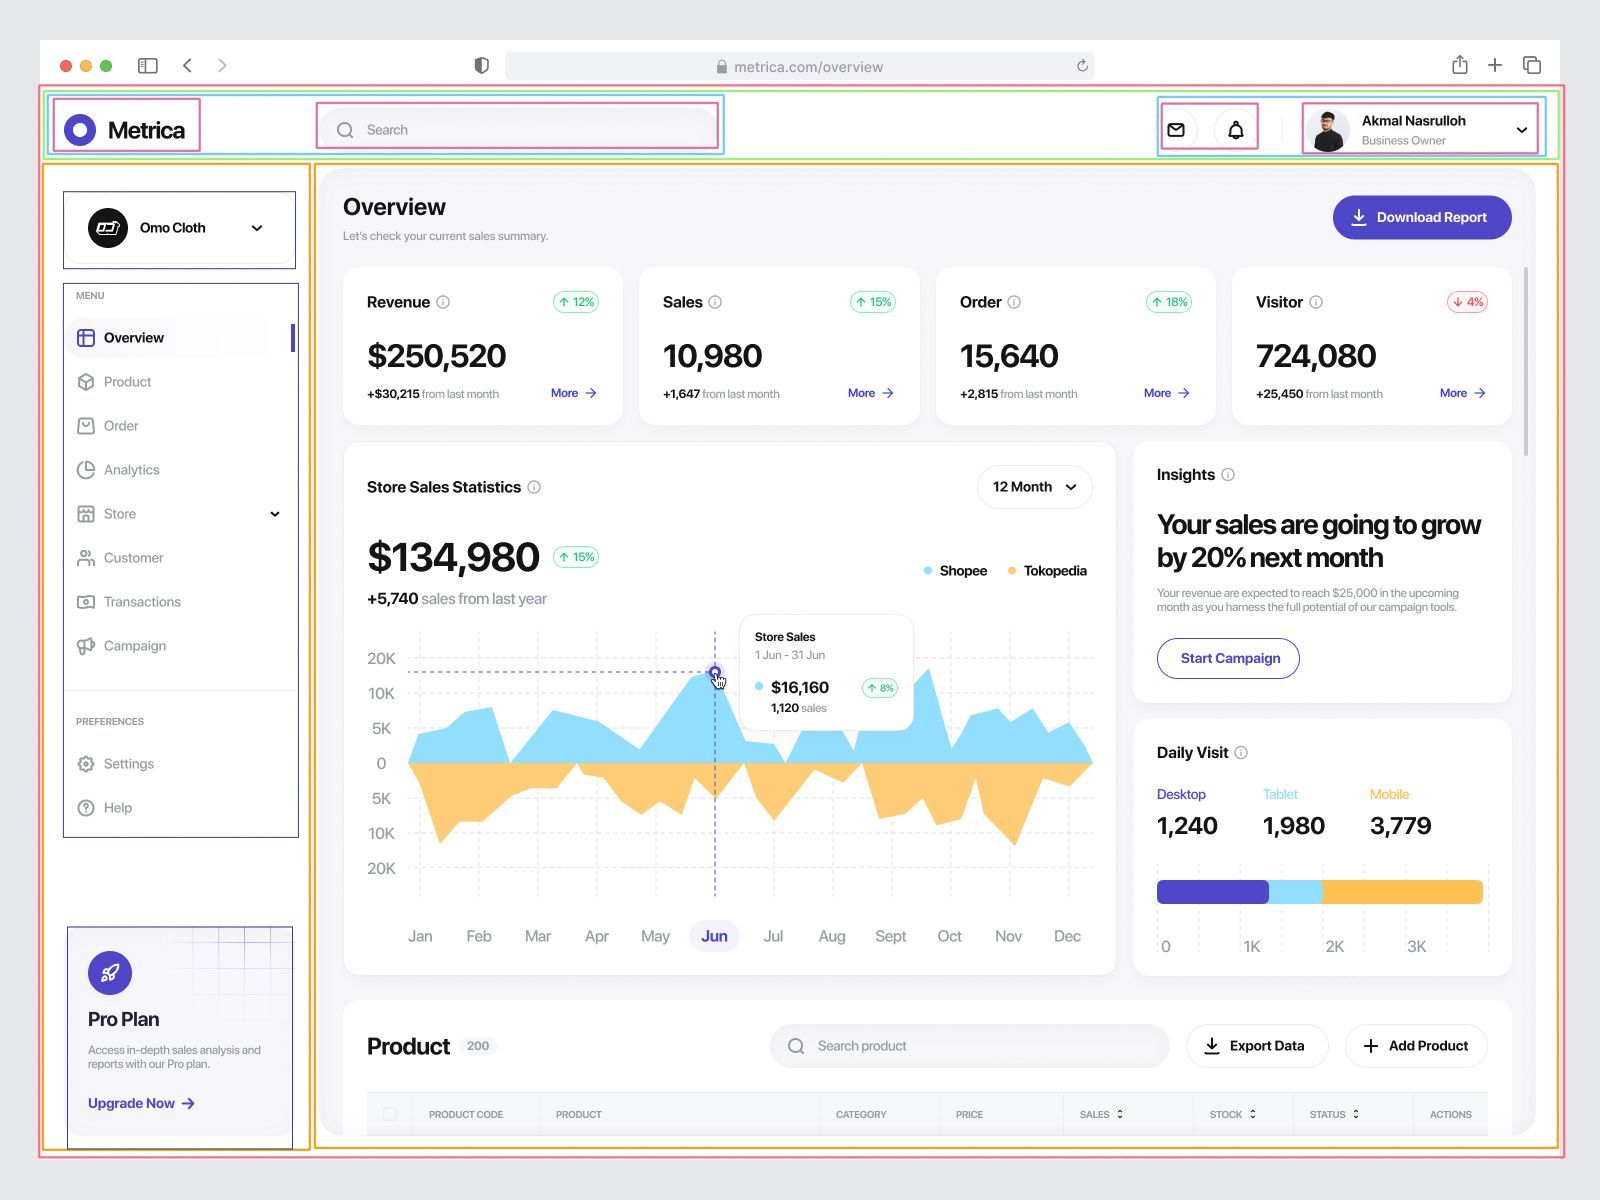 metrica.com/overview
Metrica
Search
Akmal Nasrulloh
Business Owner
Omo Cloth
MENU
Overview
Product
Order
Analytics
Store
Customer
Transactions
Campaign
PREFERENCES
Settings
Help
Pro Plan
Access in-depth sales analysis and
reports with our Pro plan.
Upgrade Now
Overview
Let's check your current sales summary.
Download Report
Revenue
12%
$250,520
+$30,215 from last month
More
Sales
15%
10,980
+1,647 from last month
More
Order
18%
15,640
+2,815 from last month
More
Visitor
4%
724,080
+25,450 from last month
More
Store Sales Statistics
12 Month
$134,980
15%
+5,740 sales from last year
Shopee
Tokopedia
Store Sales
1 Jun - 31 Jun
$16,160
8%
1,120 sales
20K
10K
5K
0
5K
10K
20K
Jan Feb Mar Apr May Jun Jul Aug Sept Oct Nov Dec
Insights
Your sales are going to grow
by 20% next month
Your revenue are expected to reach $25,000 in the upcoming
month as you harness the full potential of our campaign tools.
Start Campaign
Daily Visit
Desktop Tablet Mobile
1,240 1,980 3,779
0 1K 2K 3K
Product 200
Search product
Export Data
Add Product
PRODUCT CODE PRODUCT CATEGORY PRICE SALES STOCK STATUS ACTIONS